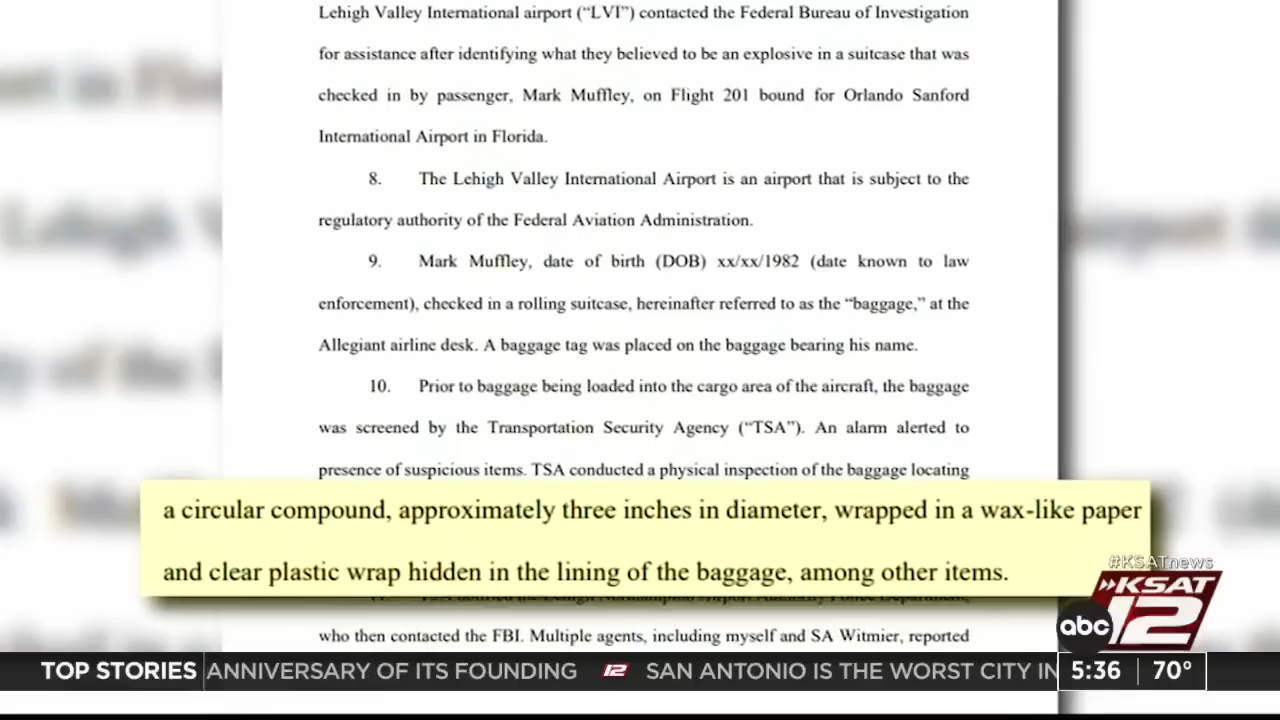 Lehigh Valley International airport (“LVI”) contacted the Federal Bureau of Investigation
for assistance after identifying what they believed to be an explosive in a suitcase that was
checked in by passenger, Mark Muffley, on Flight 201 bound for Orlando Sanford
International Airport in Florida.
8. The Lehigh Valley International Airport is an airport that is subject to the
regulatory authority of the Federal Aviation Administration.
9. Mark Muffley, date of birth (DOB) xx/xx/1982 (date known to law
enforcement), checked in a rolling suitcase, hereinafter referred to as the “baggage,” at the
Allegiant airline desk. A baggage tag was placed on the baggage bearing his name.
10. Prior to baggage being loaded into the cargo area of the aircraft, the baggage
was screened by the Transportation Security Agency (“TSA”). An alarm alerted to
presence of suspicious items. TSA conducted a physical inspection of the baggage locating
a circular compound, approximately three inches in diameter, wrapped in a wax-like paper
and clear plastic wrap hidden in the lining of the baggage, among other items.
who then contacted the FBI. Multiple agents, including myself and SA Witmier, reported
#KSATnews
KSAT
abc 12
TOP STORIES ANNIVERSARY OF ITS FOUNDING 12 SAN ANTONIO IS THE WORST CITY IN 5:36 70°